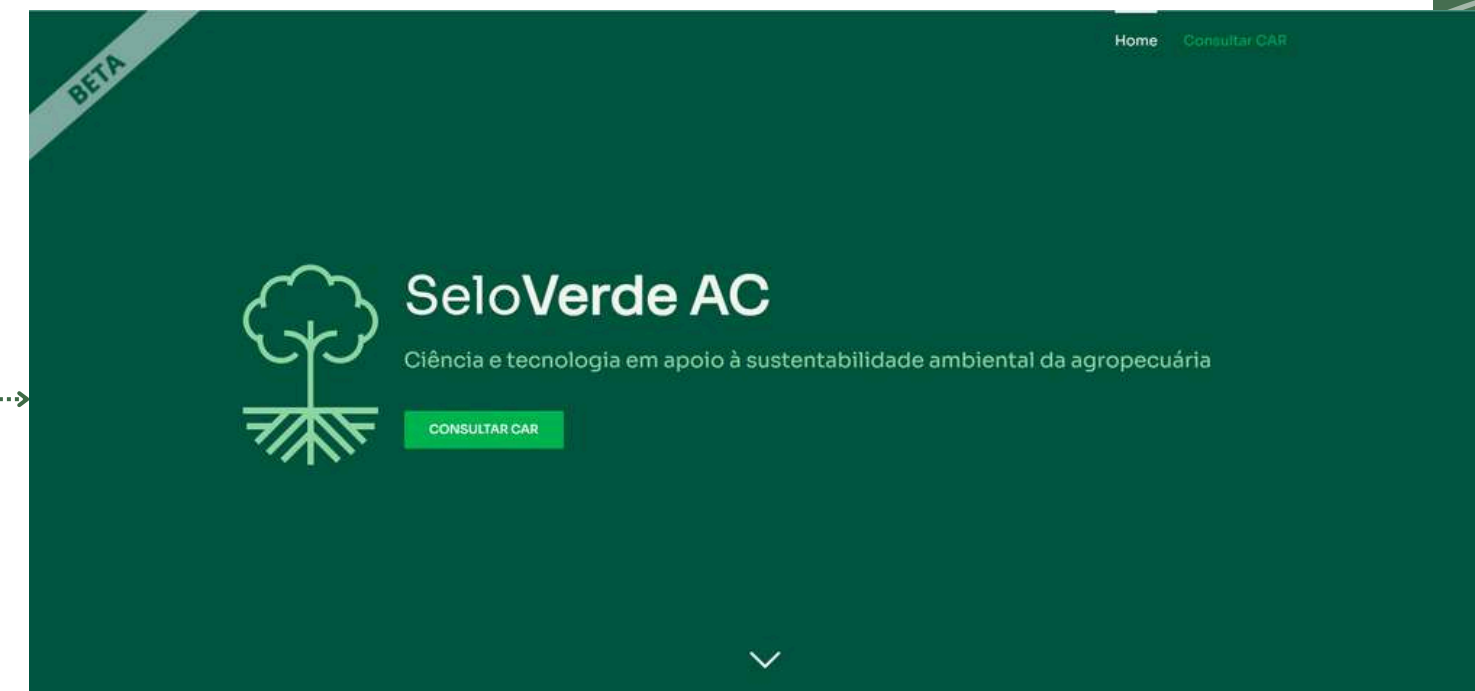 BETA
Home Consultar CAR
SeloVerde AC
Ciência e tecnologia em apoio à sustentabilidade ambiental da agropecuária
CONSULTAR CAR